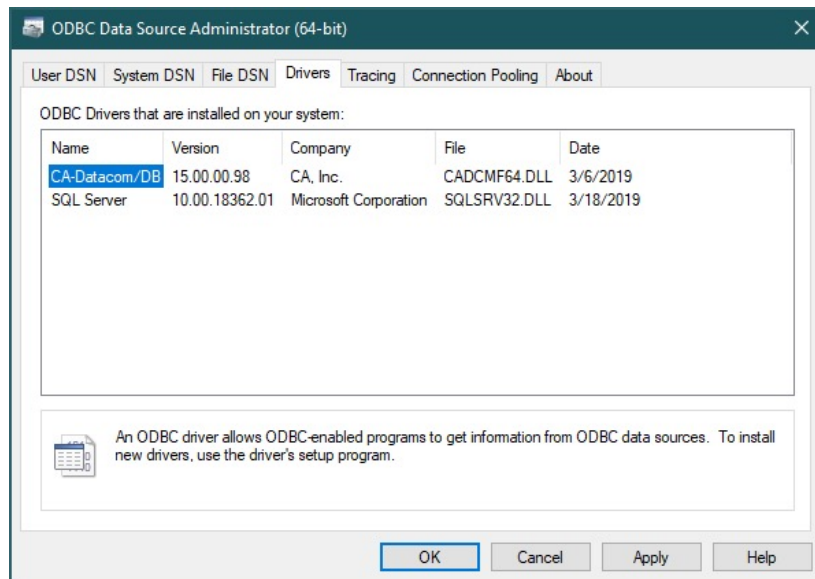 ODBC Data Source Administrator (64-bit)
User DSN System DSN File DSN Drivers Tracing Connection Pooling About
ODBC Drivers that are installed on your system:
Name Version Company File Date
CA-Datacom/DB 15.00.00.98 CA, Inc. CADCMF64.DLL 3/6/2019
SQL Server 10.00.18362.01 Microsoft Corporation SQLSRV32.DLL 3/18/2019
An ODBC driver allows ODBC-enabled programs to get information from ODBC data sources. To install
new drivers, use the driver's setup program.
OK Cancel Apply Help